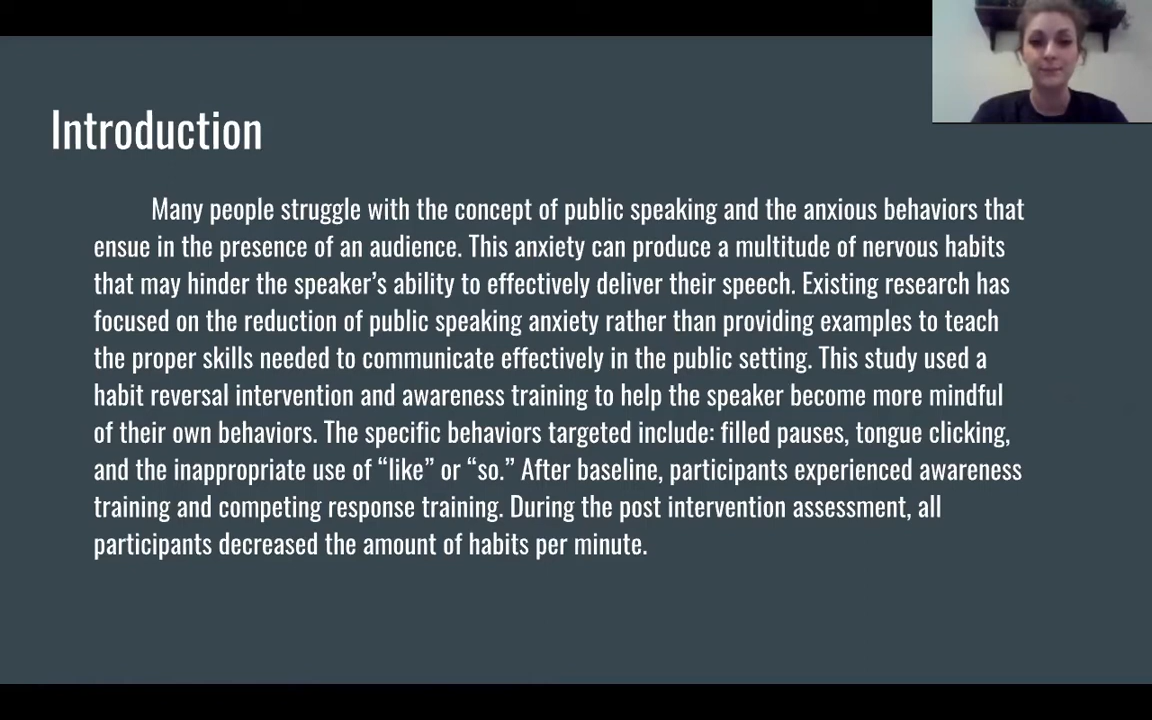 Introduction
Many people struggle with the concept of public speaking and the anxious behaviors that
ensue in the presence of an audience. This anxiety can produce a multitude of nervous habits
that may hinder the speaker’s ability to effectively deliver their speech. Existing research has
focused on the reduction of public speaking anxiety rather than providing examples to teach
the proper skills needed to communicate effectively in the public setting. This study used a
habit reversal intervention and awareness training to help the speaker become more mindful
of their own behaviors. The specific behaviors targeted include: filled pauses, tongue clicking,
and the inappropriate use of “like” or “so.” After baseline, participants experienced awareness
training and competing response training. During the post intervention assessment, all
participants decreased the amount of habits per minute.